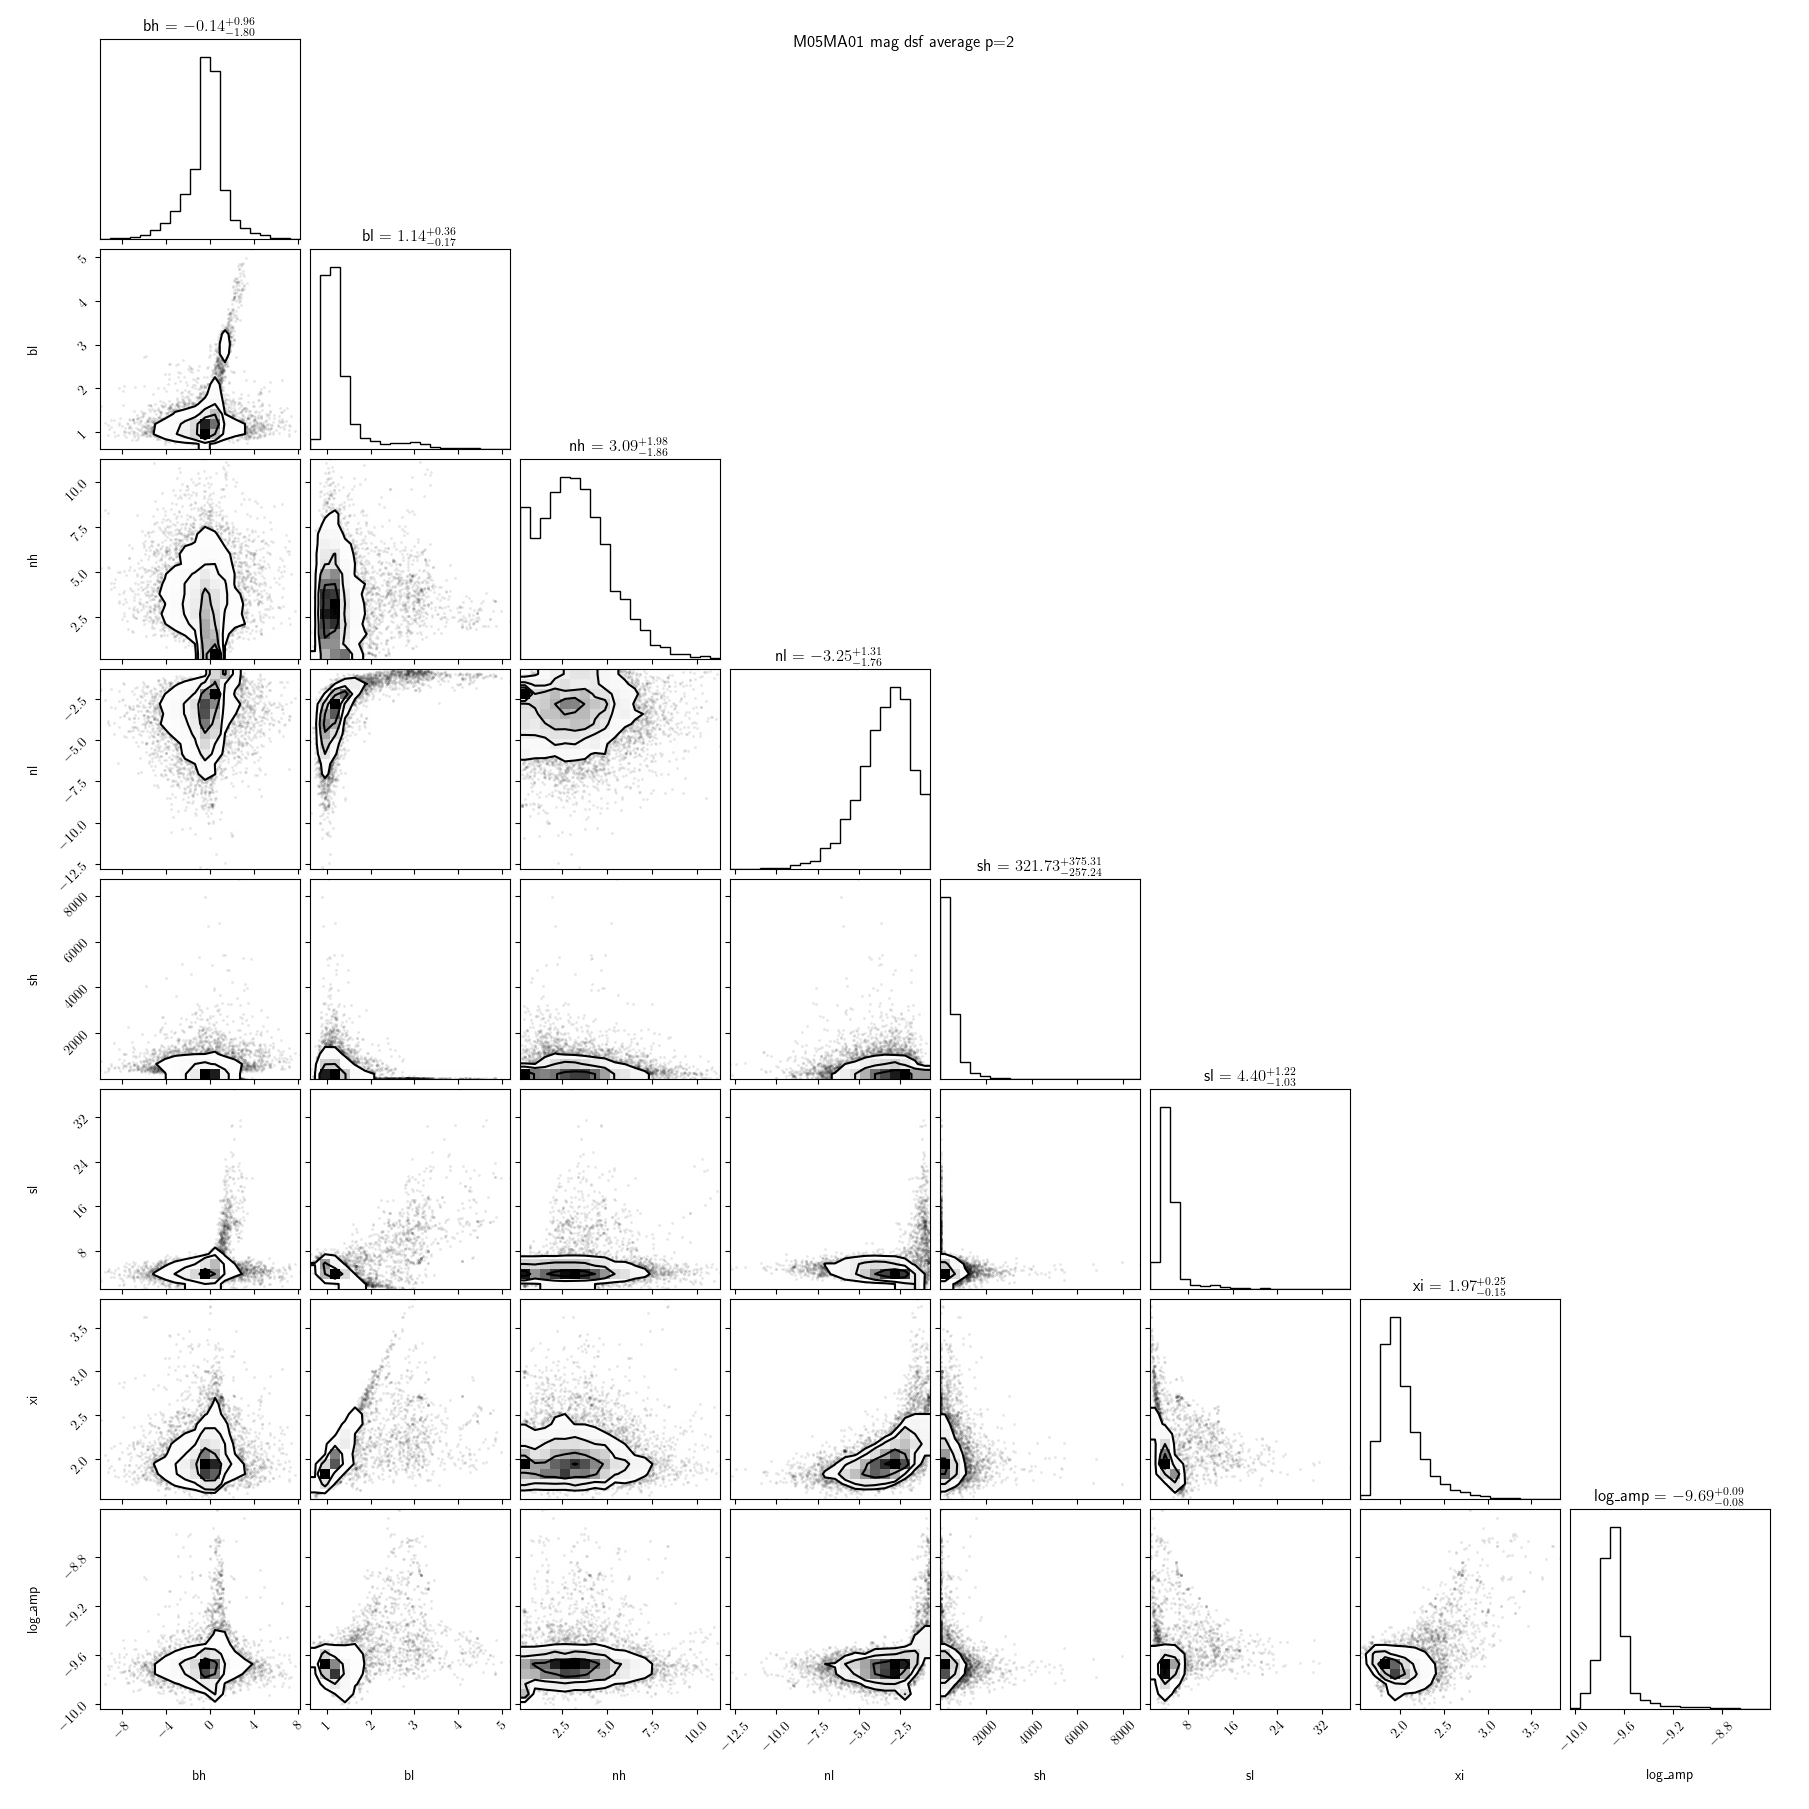 bh = −0.14 +0.96 −1.80
M05MA01 mag dsf average p=2
bl = 1.14 +0.36 −0.17
5
4
3
2
1
bl
nh = 3.09 +1.98 −1.86
10.0
7.5
5.0
2.5
nh
nl = −3.25 +1.31 −1.76
−2.5
−5.0
−7.5
−10.0
−12.5
nl
sh = 321.73 +375.31 −257.24
8000
6000
4000
2000
sh
sl = 4.40 +1.22 −1.03
32
24
16
8
sl
xi = 1.97 +0.25 −0.15
3.5
3.0
2.5
2.0
xi
log_amp = −9.69 +0.09 −0.08
−8.8
−9.2
−9.6
−10.0
log_amp
−8 −4 0 4 8
1 2 3 4 5
2.5 5.0 7.5 10.0
−12.5 −10.0 −7.5 −5.0 −2.5
2000 4000 6000 8000
8 16 24 32
2.0 2.5 3.0 3.5
−10.0 −9.6 −9.2 −8.8
bh bl nh nl sh sl xi log_amp